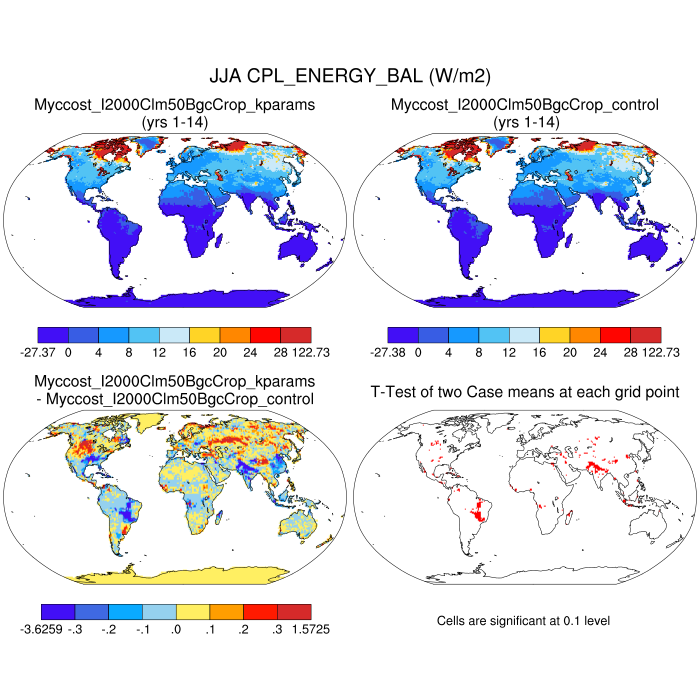 JJA CPL_ENERGY_BAL (W/m2)
Myccost_I2000Clm50BgcCrop_kparams
(yrs 1-14)
Myccost_I2000Clm50BgcCrop_control
(yrs 1-14)
-27.37 0 4 8 12 16 20 24 28 122.73
-27.38 0 4 8 12 16 20 24 28 122.73
Myccost_I2000Clm50BgcCrop_kparams
- Myccost_I2000Clm50BgcCrop_control
T-Test of two Case means at each grid point
-3.6259 -.3 -.2 -.1 .0 .1 .2 .3 1.5725
Cells are significant at 0.1 level